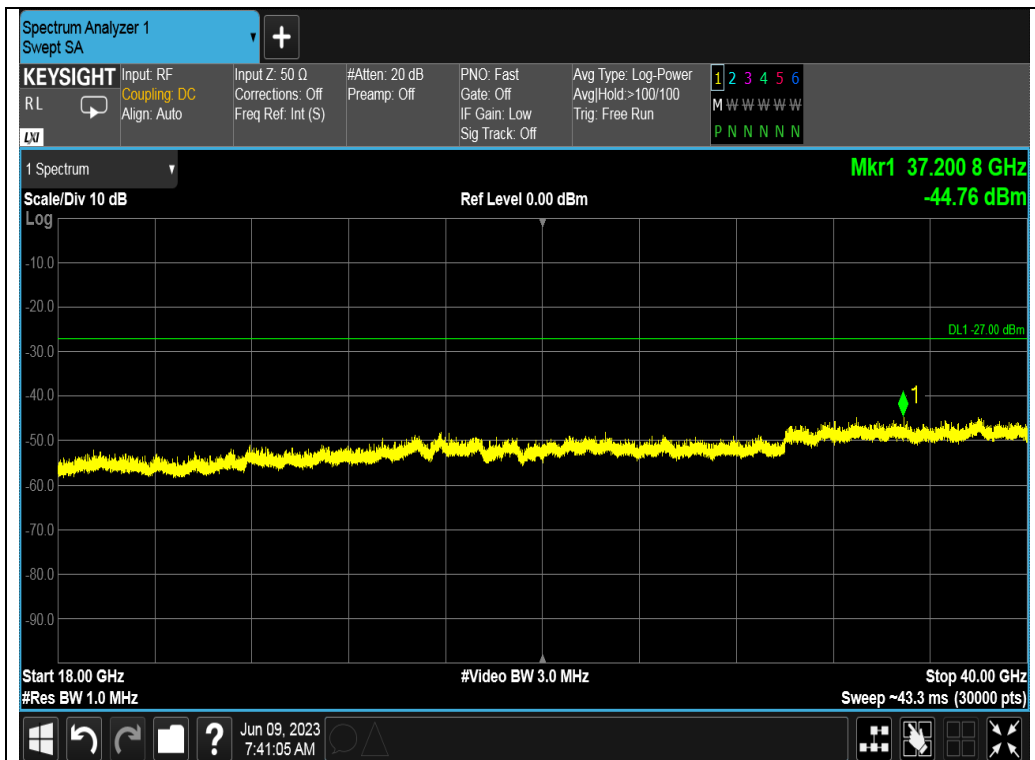 Spectrum Analyzer 1
Swept SA
KEYSIGHT
RL
LXI
Input: RF
Coupling: DC
Align: Auto
Input Z: 50 Ω
Corrections: Off
Freq Ref: Int (S)
#Atten: 20 dB
Preamp: Off
PNO: Fast
Gate: Off
IF Gain: Low
Sig Track: Off
Avg Type: Log-Power
Avg|Hold:>100/100
Trig: Free Run
1 2 3 4 5 6
M W W W W W
P N N N N N
1 Spectrum
Mkr1 37.200 8 GHz
-44.76 dBm
Scale/Div 10 dB
Ref Level 0.00 dBm
Log
-10.0
-20.0
DL1 -27.00 dBm
-30.0
-40.0
1
-50.0
-60.0
-70.0
-80.0
-90.0
Start 18.00 GHz
#Video BW 3.0 MHz
Stop 40.00 GHz
#Res BW 1.0 MHz
Sweep ~43.3 ms (30000 pts)
?
Jun 09, 2023
7:41:05 AM